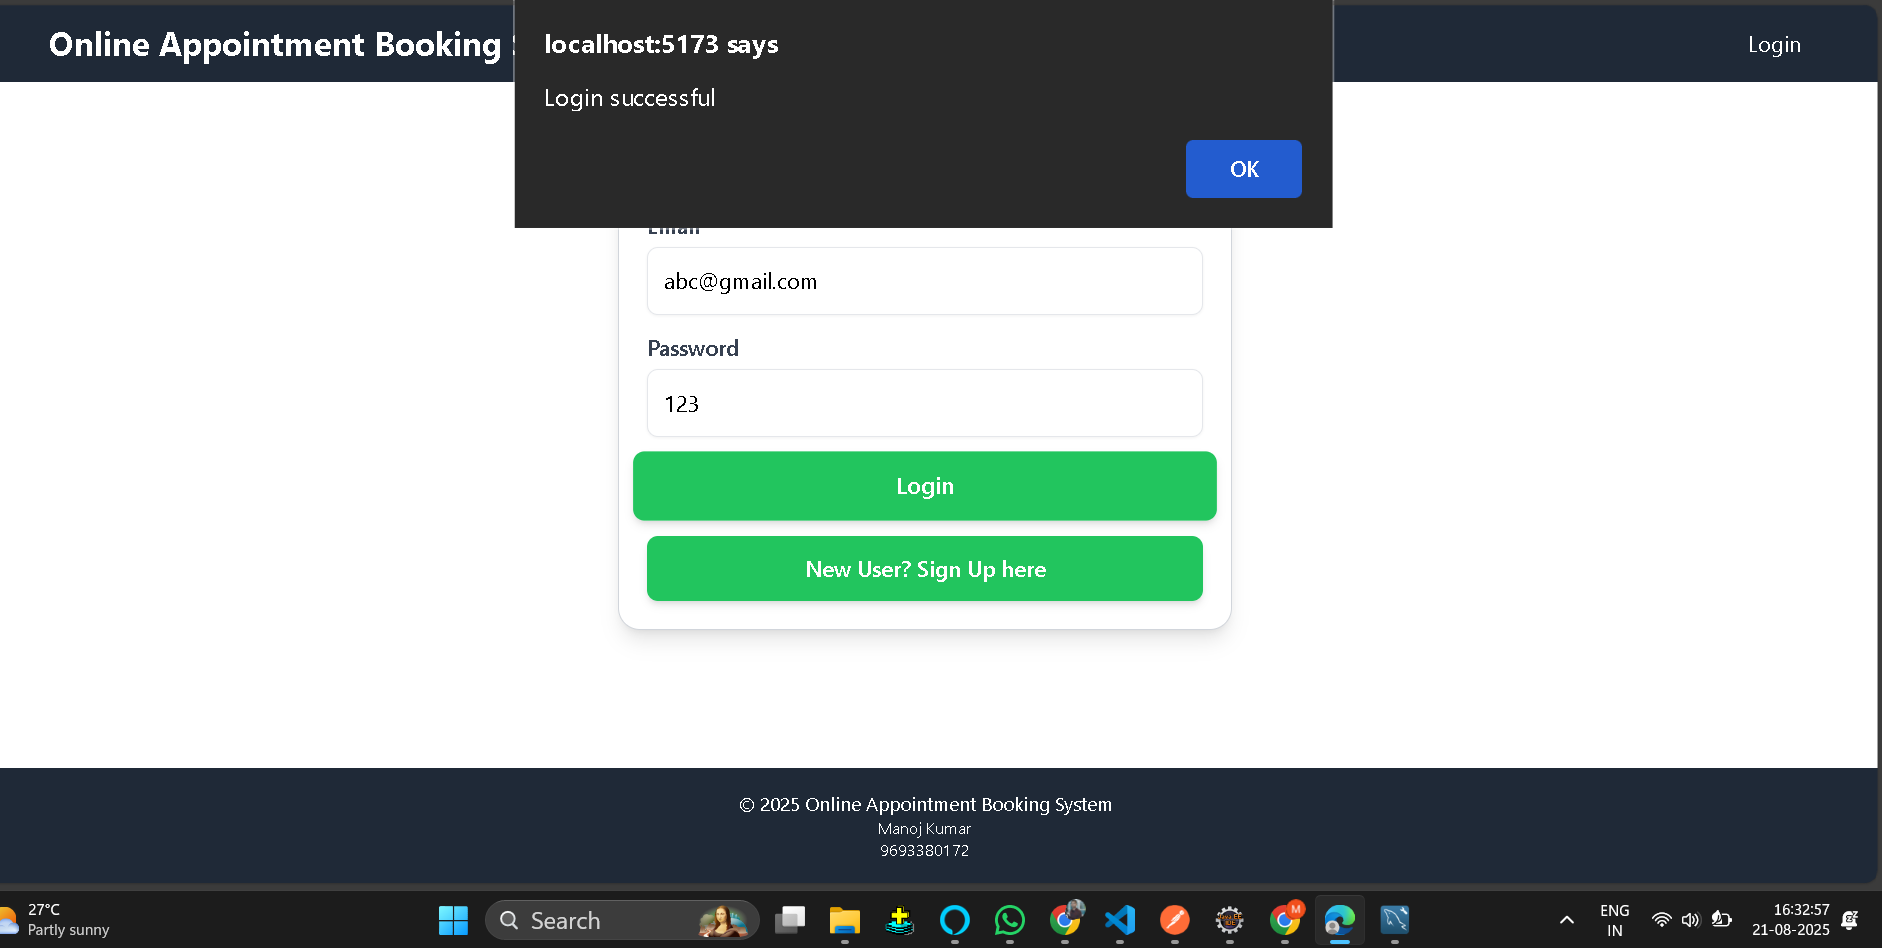 Online Appointment Booking
Login
localhost:5173 says
Login successful
OK
Email
abc@gmail.com
Password
123
Login
New User? Sign Up here
© 2025 Online Appointment Booking System
Manoj Kumar
9693380172
27°C
Partly sunny
Search
M
ENG
IN
16:32:57
21-08-2025